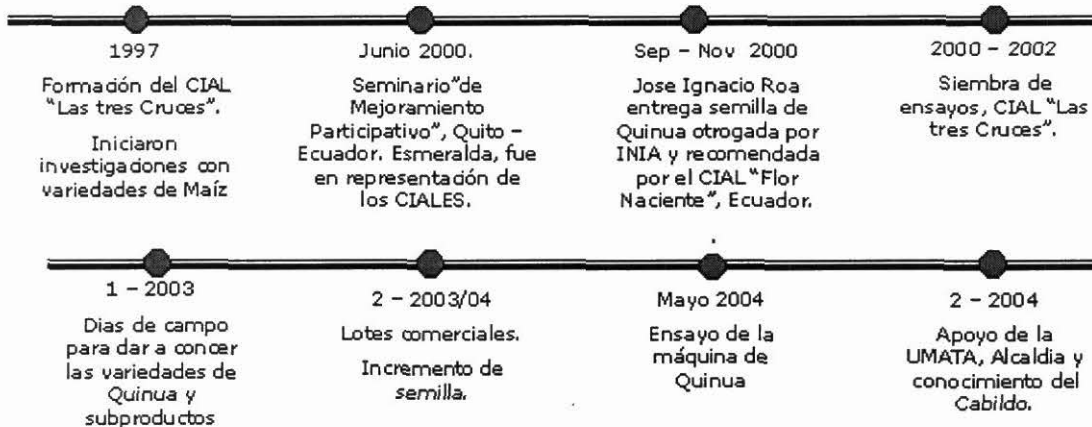 1997
Formación del CIAL
"Las tres Cruces".
Iniciaron
investigaciones con
variedades de Maíz
Junio 2000.
Seminario"de
Mejoramiento
Participativo", Quito –
Ecuador. Esmeralda, fue
en representación de
los CIALES.
Sep – Nov 2000
Jose Ignacio Roa
entrega semilla de
Quinua otrogada por
INIA y recomendada
por el CIAL "Flor
Naciente", Ecuador.
2000 – 2002
Siembra de
ensayos, CIAL "Las
tres Cruces".
1 – 2003
Dias de campo
para dar a concer
las variedades de
Quinua y
subproductos
2 – 2003/04
Lotes comerciales.
Incremento de
semilla.
Mayo 2004
Ensayo de la
máquina de
Quinua
2 – 2004
Apoyo de la
UMATA, Alcaldia y
conocimiento del
Cabildo.